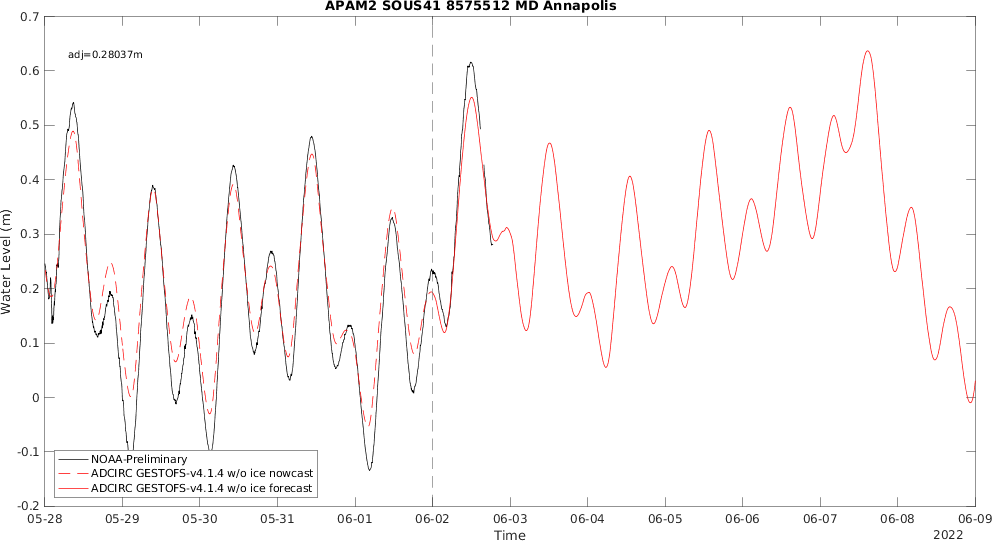 APAM2 SOUS41 8575512 MD Annapolis
0.7
0.6
0.5
0.4
0.3
0.2
0.1
0
-0.1
-0.2
Water Level (m)
adj=0.28037m
NOAA-Preliminary
ADCIRC GESTOFS-v4.1.4 w/o ice nowcast
ADCIRC GESTOFS-v4.1.4 w/o ice forecast
05-28 05-29 05-30 05-31 06-01 06-02 06-03 06-04 06-05 06-06 06-07 06-08 06-09
Time
2022